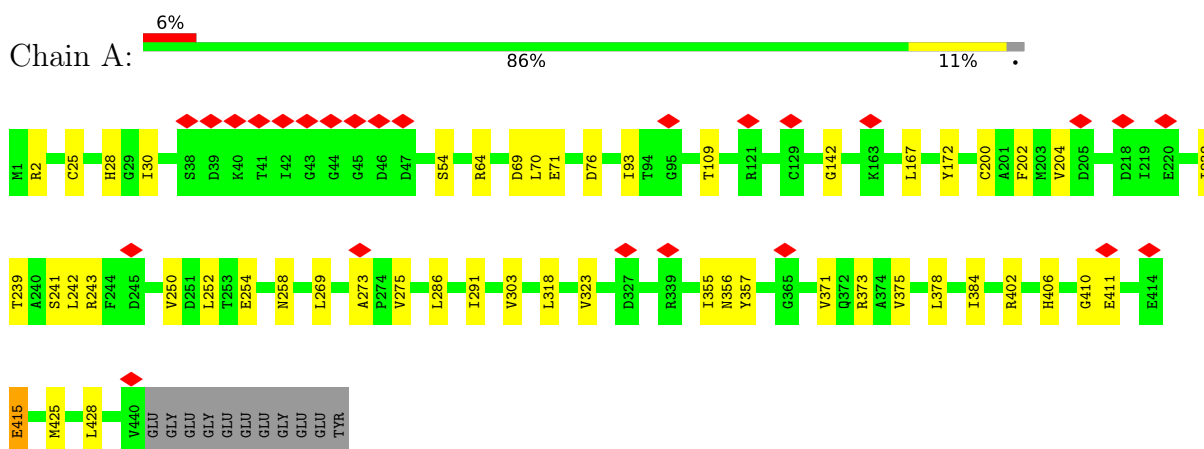 6%
Chain A:
86% 11% •
M1 R2 C25 H28 G29 I30 S38 D39 K40 T41 I42 G43 G44 G45 D46 D47 S54 R64 D69 L70 E71 D76 I93 T94 G95 T109 R121 C129 G142 K163 L167 Y172 C200 A201 F202 M203 V204 D205 D218 I219 E220
T239 A240 S241 L242 R243 F244 D245 V250 D251 L252 T253 E254 N258 L269 A273 P274 V275 L286 I291 V303 L318 V323 D327 R339 I355 N356 Y357 G365 V371 Q372 R373 A374 V375 L378 I384 R402 H406 G410 E411 E414
E415 M425 L428 V440 GLU GLY GLU GLY GLU GLU GLU GLY GLU GLU TYR